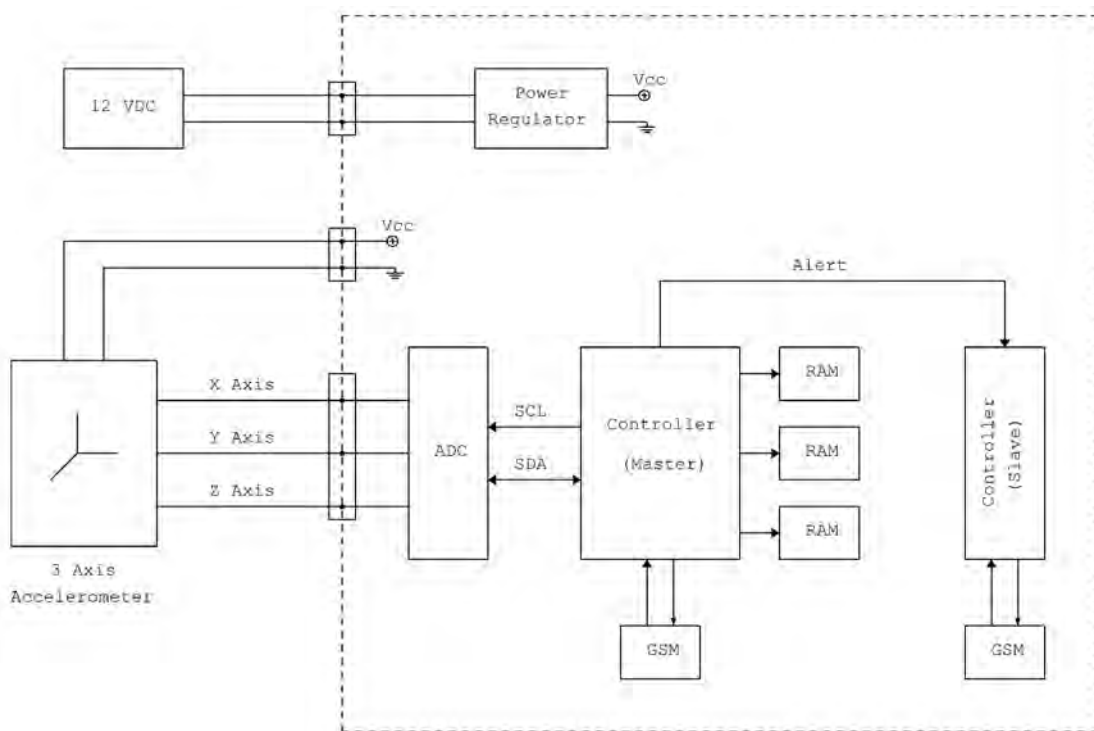 12 VDC
Power
Regulator
Vcc
Vcc
Alert
X Axis
Y Axis
Z Axis
ADC
SCL
SDA
Controller
(Master)
RAM
RAM
RAM
Controller
(Slave)
3 Axis
Accelerometer
GSM
GSM